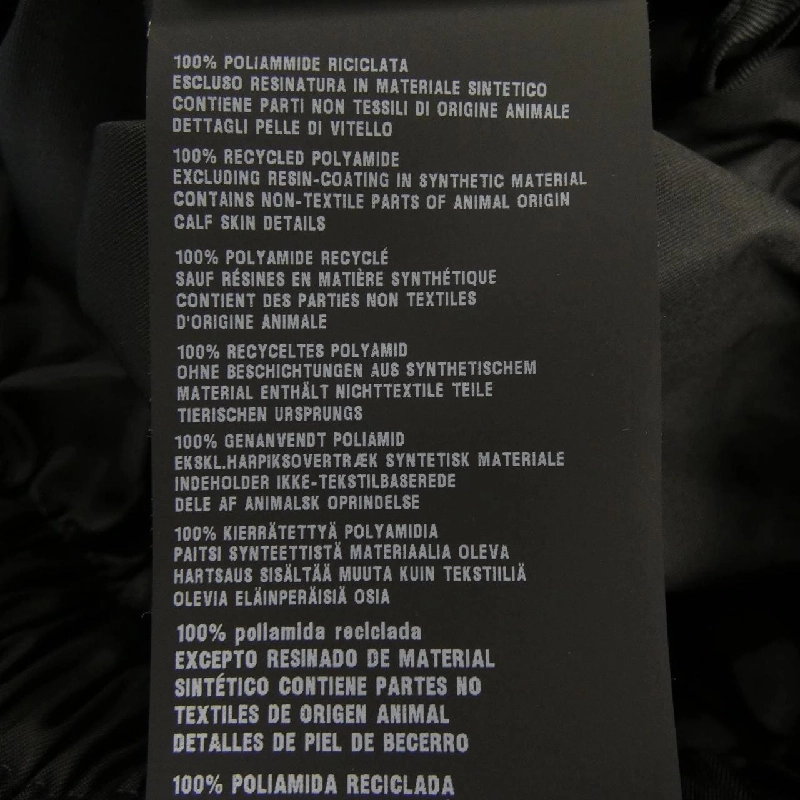 100% POLIAMMIDE RICICLATA
ESCLUSO RESINATURA IN MATERIALE SINTETICO
CONTIENE PARTI NON TESSILI DI ORIGINE ANIMALE
DETTAGLI PELLE DI VITELLO
100% RECYCLED POLYAMIDE
EXCLUDING RESIN-COATING IN SYNTHETIC MATERIAL
CONTAINS NON-TEXTILE PARTS OF ANIMAL ORIGIN
CALF SKIN DETAILS
100% POLYAMIDE RECYCLÉ
SAUF RÉSINES EN MATIÈRE SYNTHÉTIQUE
CONTIENT DES PARTIES NON TEXTILES
D'ORIGINE ANIMALE
100% RECYCELTES POLYAMID
OHNE BESCHICHTUNGEN AUS SYNTHETISCHEM
MATERIAL ENTHÄLT NICHTTEXTILE TEILE
TIERISCHEN URSPRUNGS
100% GENANVENDT POLIAMID
EKSKL.HARPIKSOVERTRÆK SYNTETISK MATERIALE
INDEHOLDER IKKE-TEKSTILBASEREDE
DELE AF ANIMALSK OPRINDELSE
100% KIERRÄTETTYÄ POLYAMIDIA
PAITSI SYNTEETTISTÄ MATERIAALIA OLEVA
HARTSAUS SISÄLTÄÄ MUUTA KUIN TEKSTIILIÄ
OLEVIA ELÄINPERÄISIÄ OSIA
100% poliamida reciclada
EXCEPTO RESINADO DE MATERIAL
SINTÉTICO CONTIENE PARTES NO
TEXTILES DE ORIGEN ANIMAL
DETALLES DE PIEL DE BECERRO
100% POLIAMIDA RECICLADA